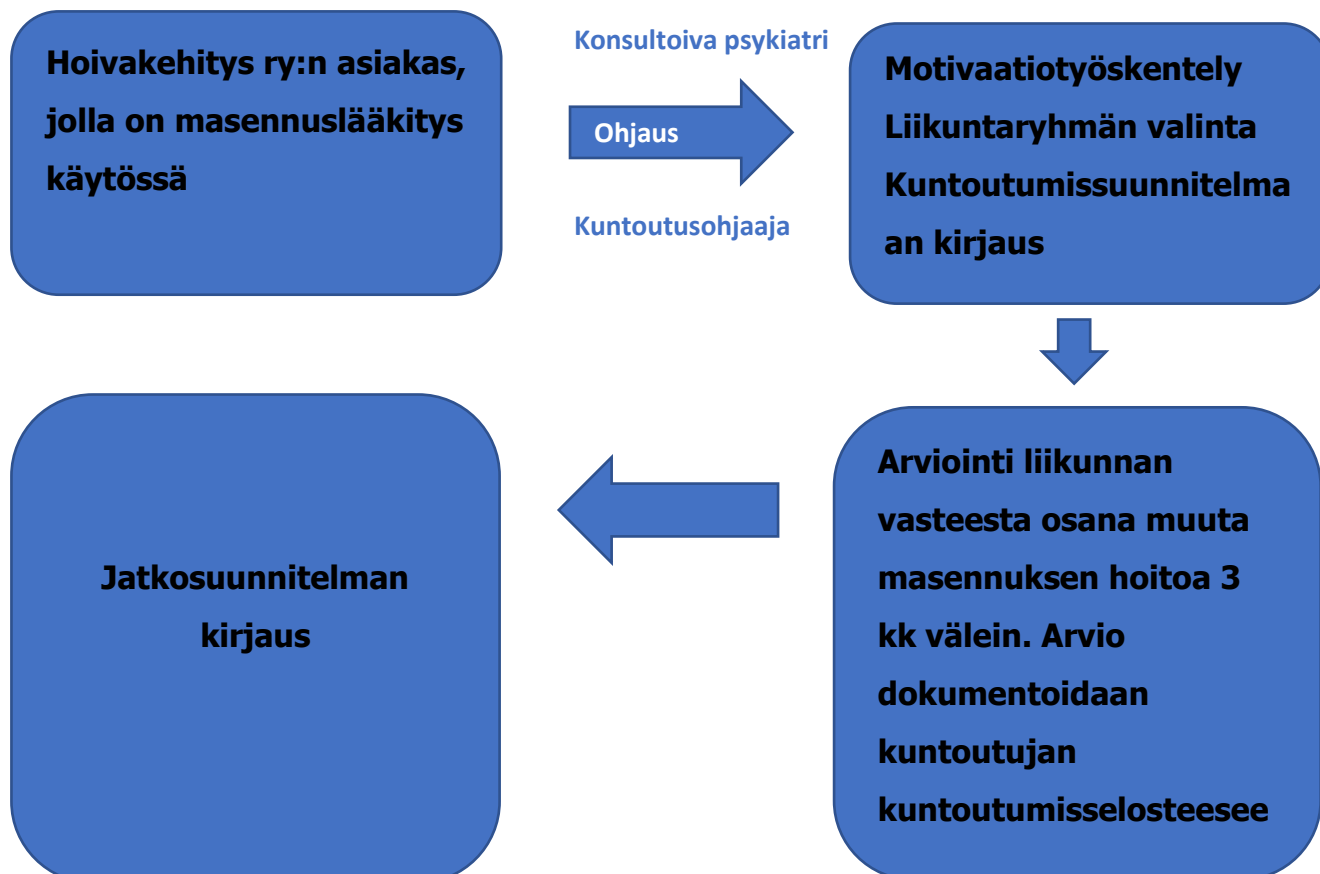 Hoivakehitys ry:n asiakas,
jolla on masennuslääkitys
käytössä
Konsultoiva psykiatri
Ohjaus
Kuntoutusohjaaja
Motivaatiotyöskentely
Liikuntaryhmän valinta
Kuntoutumissuunnitelma
an kirjaus
Arviointi liikunnan
vasteesta osana muuta
masennuksen hoitoa 3
kk välein. Arvio
dokumentoidaan
kuntoutujan
kuntoutumisselosteesee
Jatkosuunnitelman
kirjaus